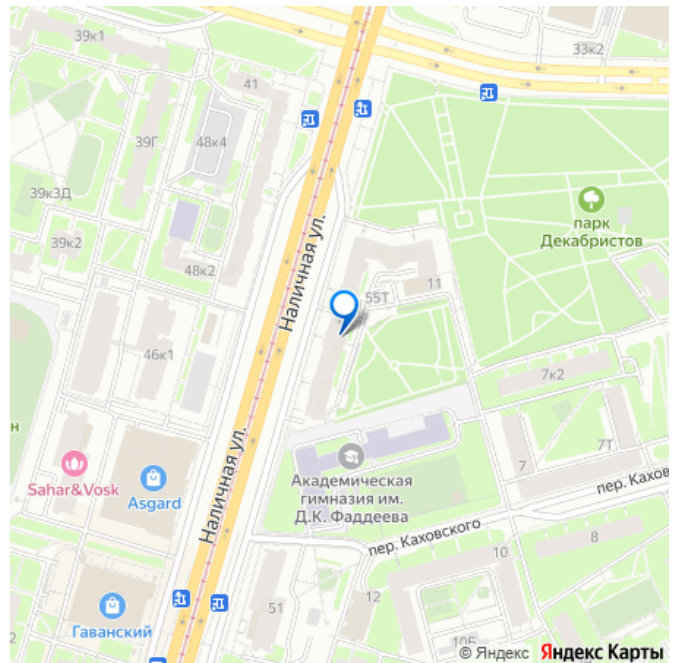 39к1
33к2
41
39Г
48к4
39к3Д
парк
Декабристов
39к2
48к2
Наличная ул.
11
55Т
46к1
7к2
н
Sahar&Vosk
Asgard
Наличная ул.
Академическая
гимназия им.
Д.К. Фаддеева
7
7Т
пер. Кахо
пер. Каховского
8
10
12
51
Гаванский
10Б
© Яндекс Яндекс Карты